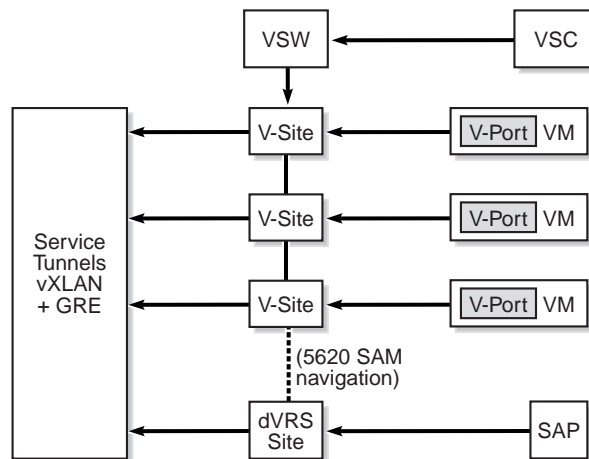 VSW
VSC
V-Site
V-Port VM
V-Site
V-Port VM
Service
Tunnels
vXLAN
+ GRE
V-Site
V-Port VM
(5620 SAM
navigation)
dVRS
Site
SAP